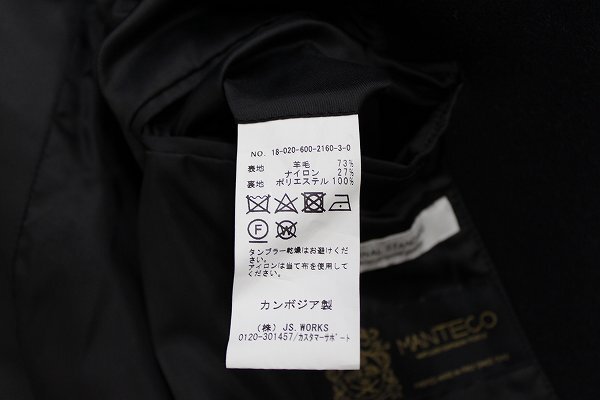 NO. 18-020-600-2160-3-0
表地 羊毛 73%
ナイロン 27%
裏地 ポリエステル 100%
F W
タンブラー乾燥はお避けくだ
さい。
アイロンは当て布を使用して
ください。
カンボジア製
(株) JS.WORKS
0120-301457/カスタマーサポート
MANTECO